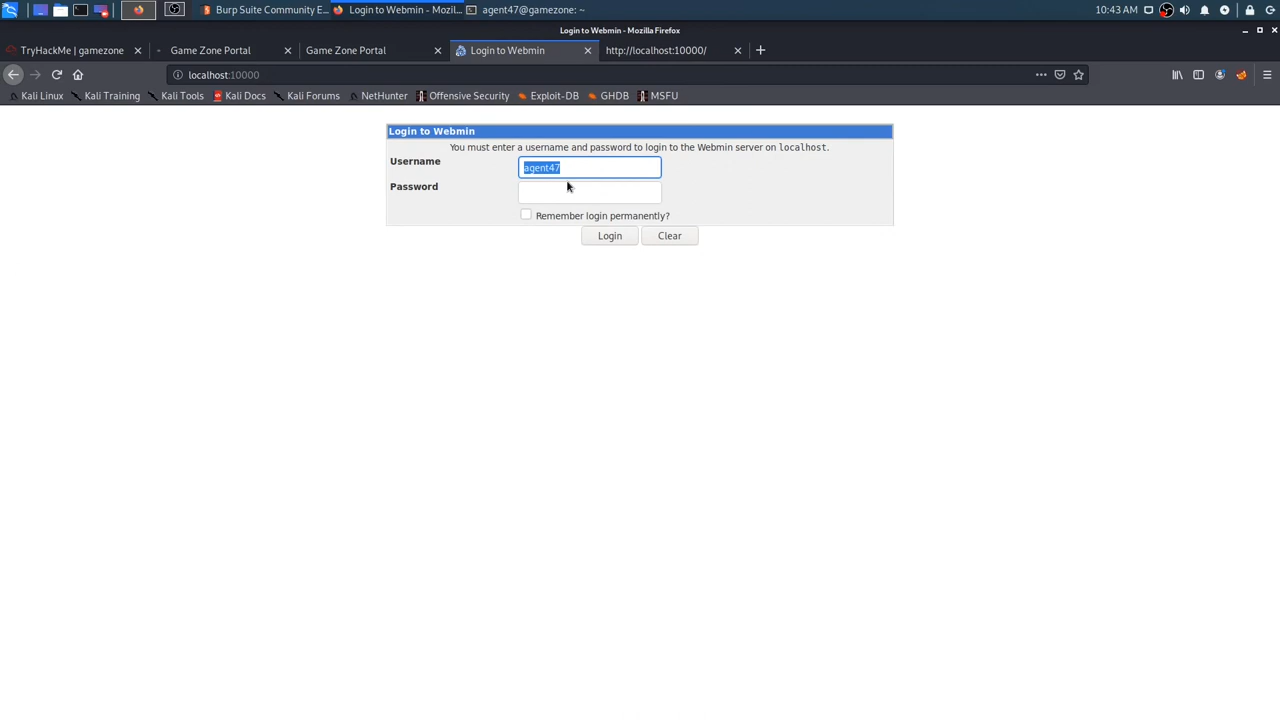 Burp Suite Community E...
Login to Webmin - Mozil...
agent47@gamezone: ~
10:43 AM
Login to Webmin - Mozilla Firefox
TryHackMe | gamezone
Game Zone Portal
Game Zone Portal
Login to Webmin
http://localhost:10000/
localhost:10000
Kali Linux
Kali Training
Kali Tools
Kali Docs
Kali Forums
NetHunter
Offensive Security
Exploit-DB
GHDB
MSFU
Login to Webmin
You must enter a username and password to login to the Webmin server on localhost.
Username
agent47
Password
Remember login permanently?
Login
Clear